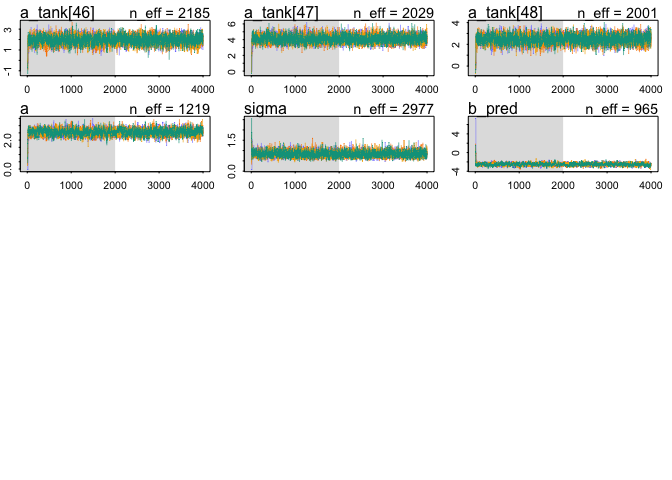 a_tank[46] n_eff = 2185
-1 1 3
0 1000 2000 3000 4000
a_tank[47] n_eff = 2029
0 2 4 6
0 1000 2000 3000 4000
a_tank[48] n_eff = 2001
0 2 4
0 1000 2000 3000 4000
a n_eff = 1219
0.0 2.0
0 1000 2000 3000 4000
sigma n_eff = 2977
0.0 1.5
0 1000 2000 3000 4000
b_pred n_eff = 965
-4 0 4
0 1000 2000 3000 4000